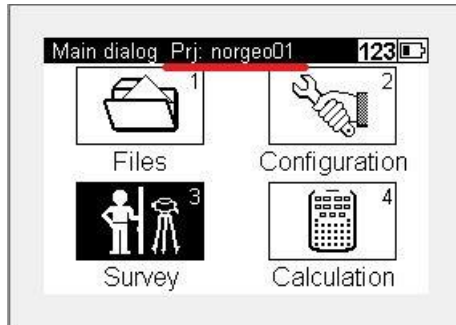 Main dialog Prj: norgeo01 123
1 2
Files Configuration
3 4
Survey Calculation